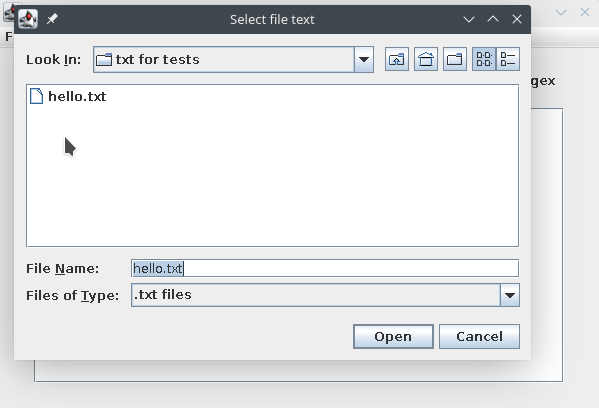 Select file text
Look In: txt for tests
gex
hello.txt
File Name: hello.txt
Files of Type: .txt files
Open Cancel